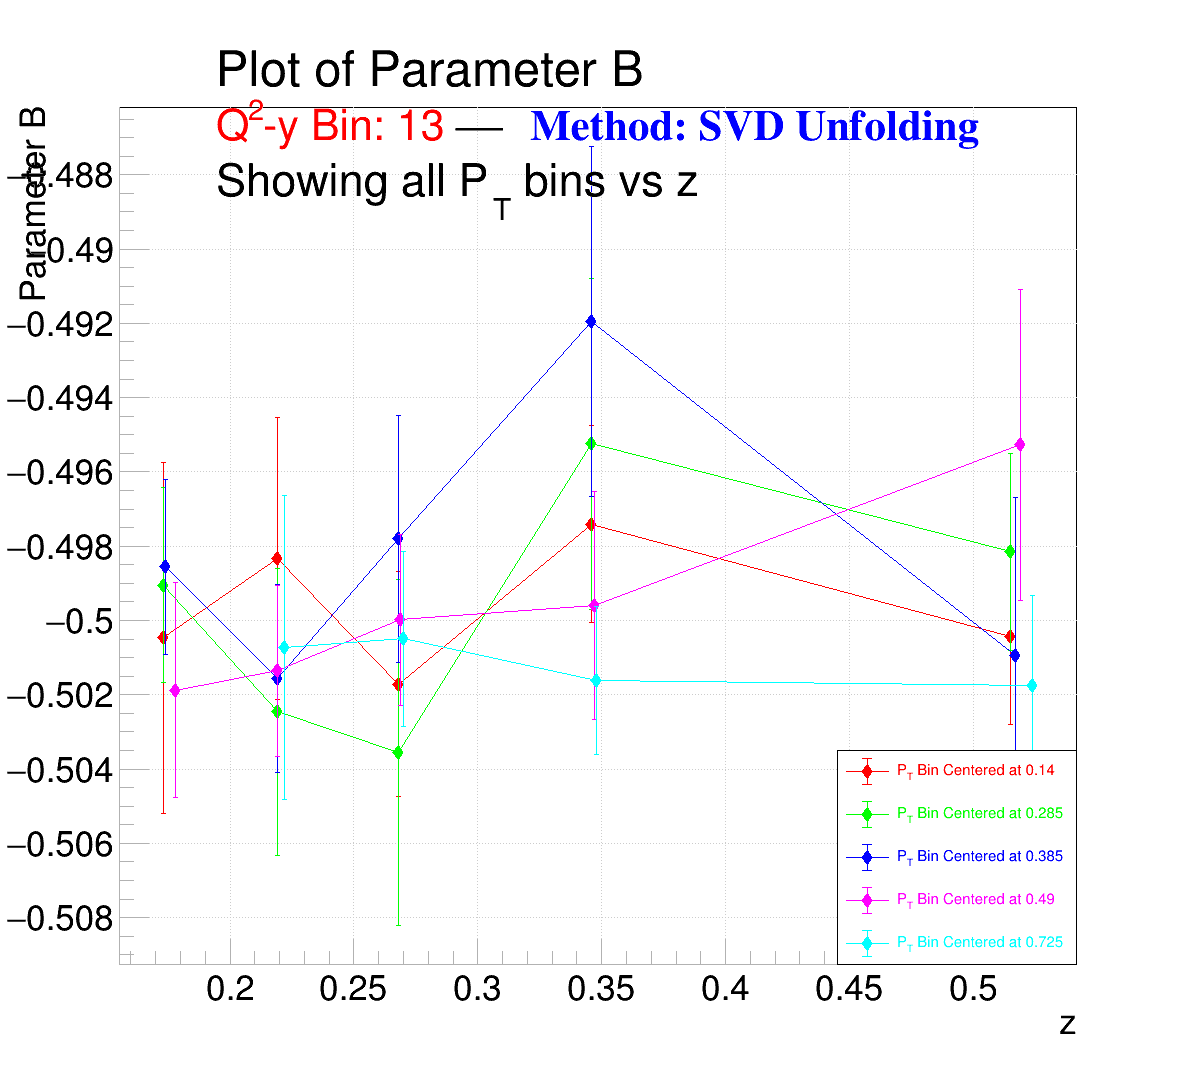 Plot of Parameter B
Q2-y Bin: 13 — Method: SVD Unfolding
Showing all PT bins vs z
Parameter B
−0.488
−0.49
−0.492
−0.494
−0.496
−0.498
−0.5
−0.502
−0.504
−0.506
−0.508
PT Bin Centered at 0.14
PT Bin Centered at 0.285
PT Bin Centered at 0.385
PT Bin Centered at 0.49
PT Bin Centered at 0.725
0.2 0.25 0.3 0.35 0.4 0.45 0.5
z